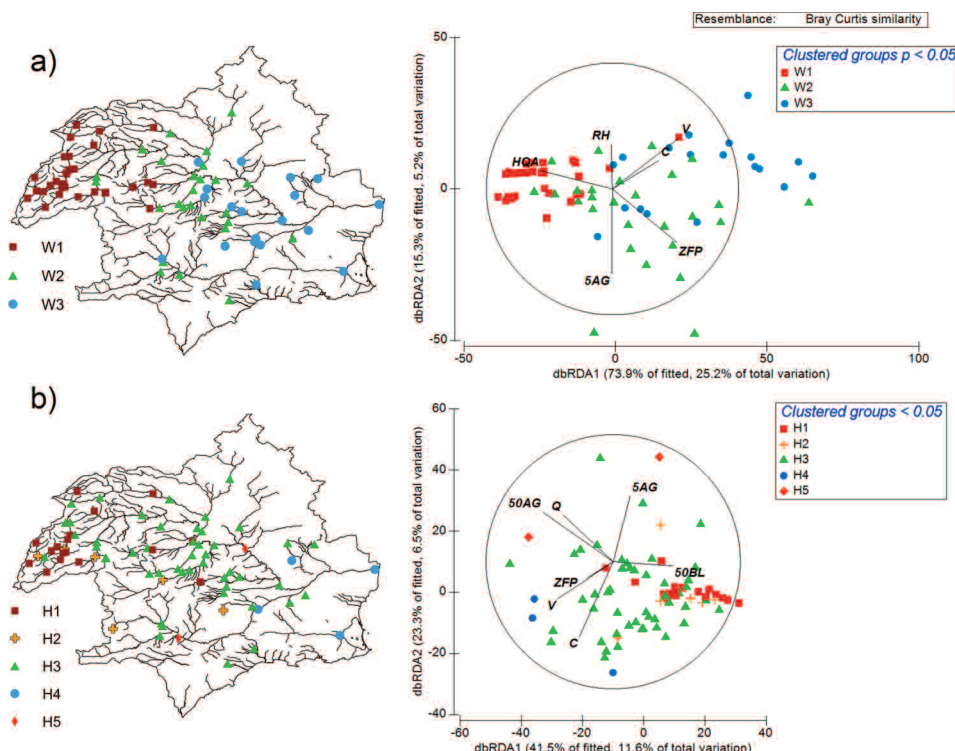 Resemblance: Bray Curtis similarity
a)
W1
W2
W3
dbRDA2 (15.3% of fitted, 5.2% of total variation)
50
0
-50
-50
0
50
100
dbRDA1 (73.9% of fitted, 25.2% of total variation)
HQA
RH
V
C
ZFP
5AG
Clustered groups p < 0.05
W1
W2
W3
b)
H1
H2
H3
H4
H5
dbRDA2 (23.3% of fitted, 6.5% of total variation)
60
40
20
0
-20
-40
-60
-40
-20
0
20
40
dbRDA1 (41.5% of fitted, 11.6% of total variation)
5AG
50AG
Q
50BL
ZFP
V
C
Clustered groups < 0.05
H1
H2
H3
H4
H5